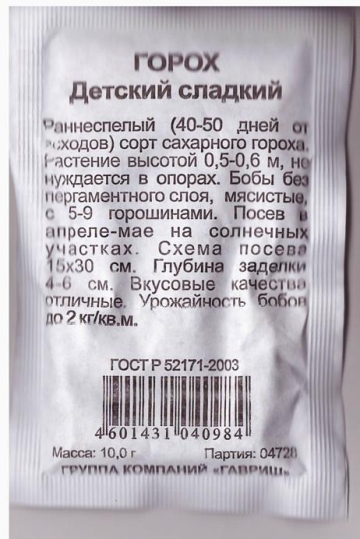 ГОРОХ
Детский сладкий
Раннеспелый (40-50 дней от
всходов) сорт сахарного гороха.
Растение высотой 0,5-0,6 м, не
нуждается в опорах. Бобы без
пергаментного слоя, мясистые,
с 5-9 горошинами. Посев в
апреле-мае на солнечных
участках. Схема посева
15х30 см. Глубина заделки
4-6 см. Вкусовые качества
отличные. Урожайность бобов
до 2 кг/кв.м.
ГОСТ Р 52171-2003
4 601431 040984
Масса: 10,0 г Партия: 04728
ГРУППА КОМПАНИЙ «ГАВРИШ»